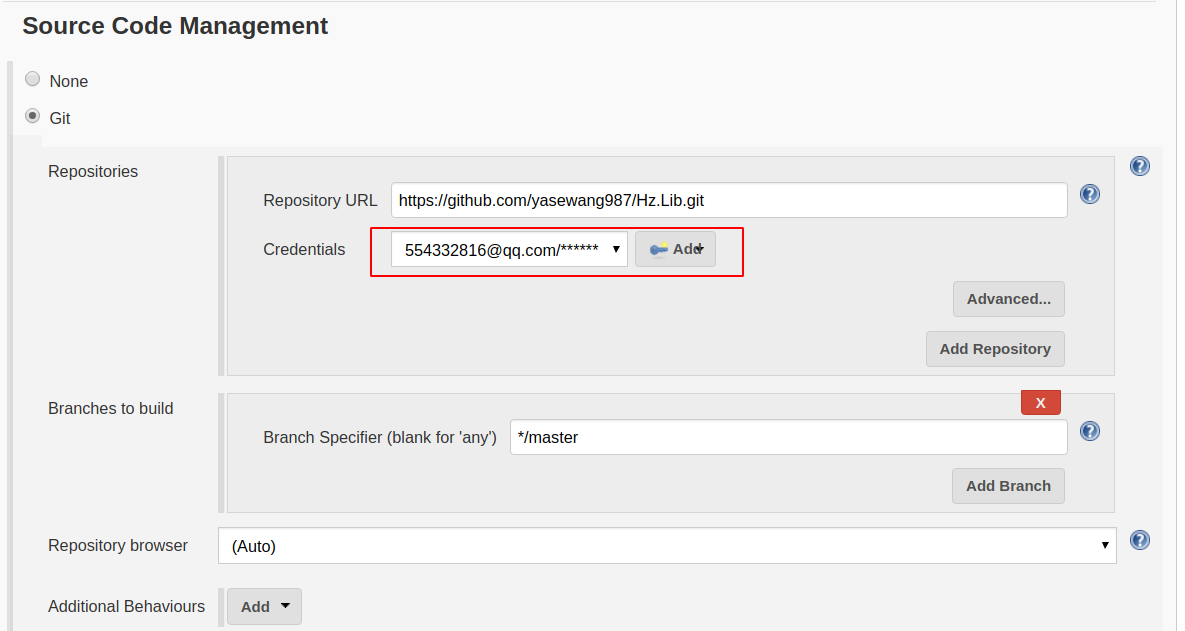 Source Code Management
None
Git
Repositories
Repository URL https://github.com/yasewang987/Hz.Lib.git
Credentials 554332816@qq.com/****** Add
Advanced...
Add Repository
Branches to build
X
Branch Specifier (blank for 'any') */master
Add Branch
Repository browser (Auto)
Additional Behaviours Add